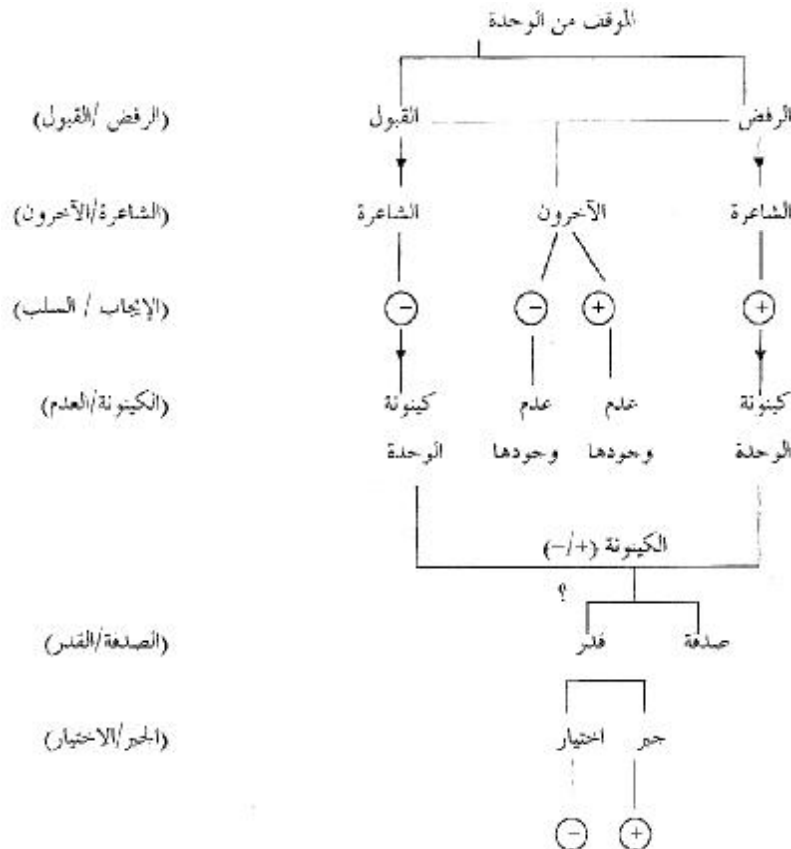 الموقف من الوحدة
الرفض القبول (الرفض /القبول)
الشاعرة الآخرون الشاعرة (الشاعرة/الآخرون)
+ + − − (الإيجاب / السلب)
كينونة عدم عدم كينونة (الكينونة/العدم)
الوحدة وجودها وجودها الوحدة
الكينونة (+/−)
؟
صدفة قدر (الصدفة/القدر)
جبر اختيار (الجبر/الاختيار)
+ −